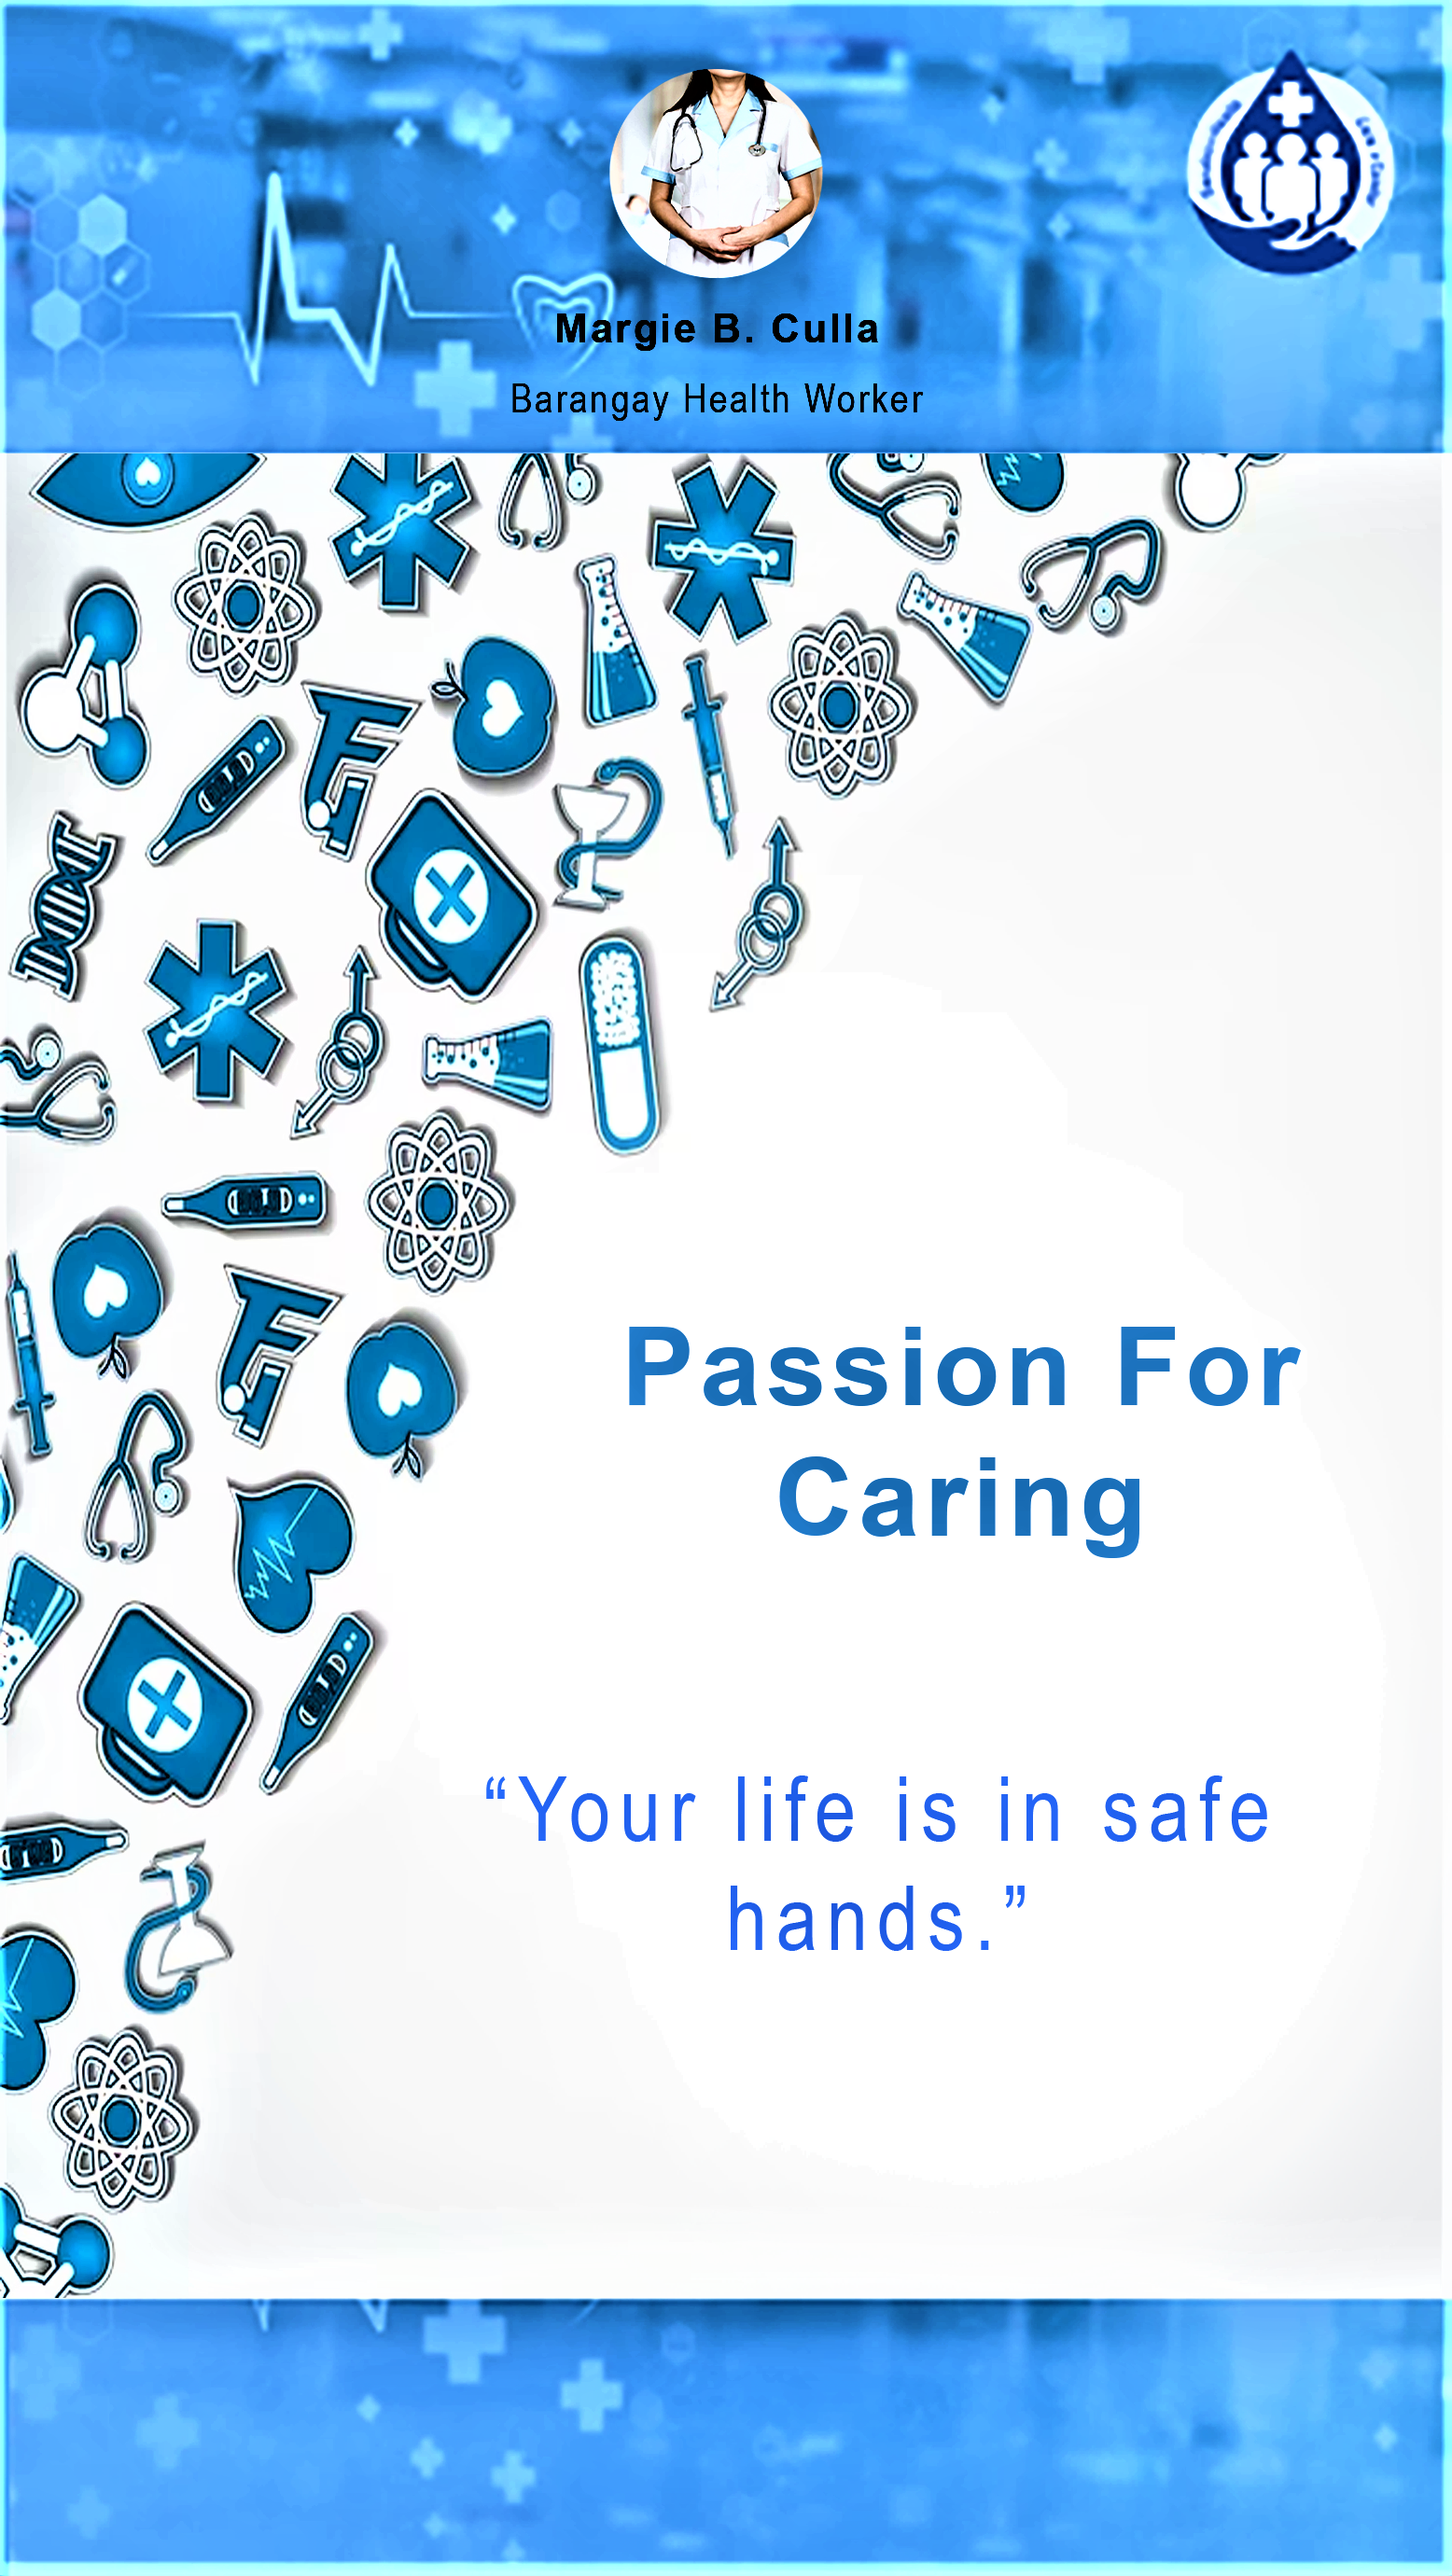 Margie B. Culla
Barangay Health Worker
Passion For
Caring
“Your life is in safe
hands.”